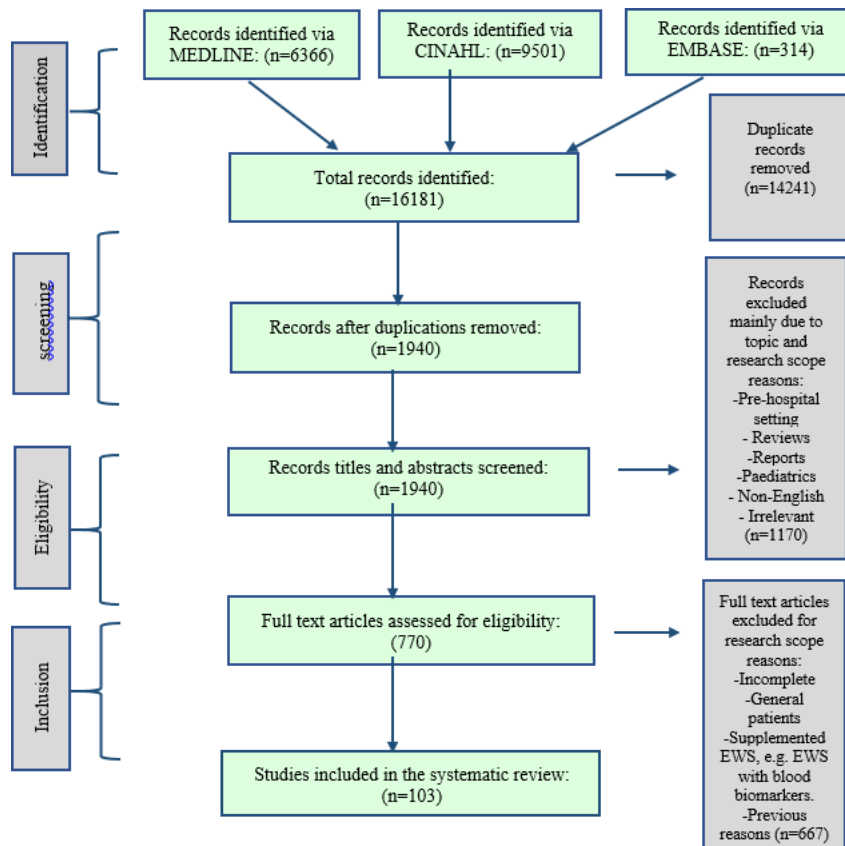 Records identified via
MEDLINE: (n=6366)
Records identified via
CINAHL: (n=9501)
Records identified via
EMBASE: (n=314)
Identification
Total records identified:
(n=16181)
Duplicate
records
removed
(n=14241)
screening
Records after duplications removed:
(n=1940)
Records
excluded
mainly due to
topic and
research scope
reasons:
-Pre-hospital
setting
- Reviews
-Reports
-Paediatrics
- Non-English
- Irrelevant
(n=1170)
Eligibility
Records titles and abstracts screened:
(n=1940)
Full text articles assessed for eligibility:
(770)
Full text articles
excluded for
research scope
reasons:
-Incomplete
-General
patients
-Supplemented
EWS, e.g. EWS
with blood
biomarkers.
-Previous
reasons (n=667)
Inclusion
Studies included in the systematic review:
(n=103)